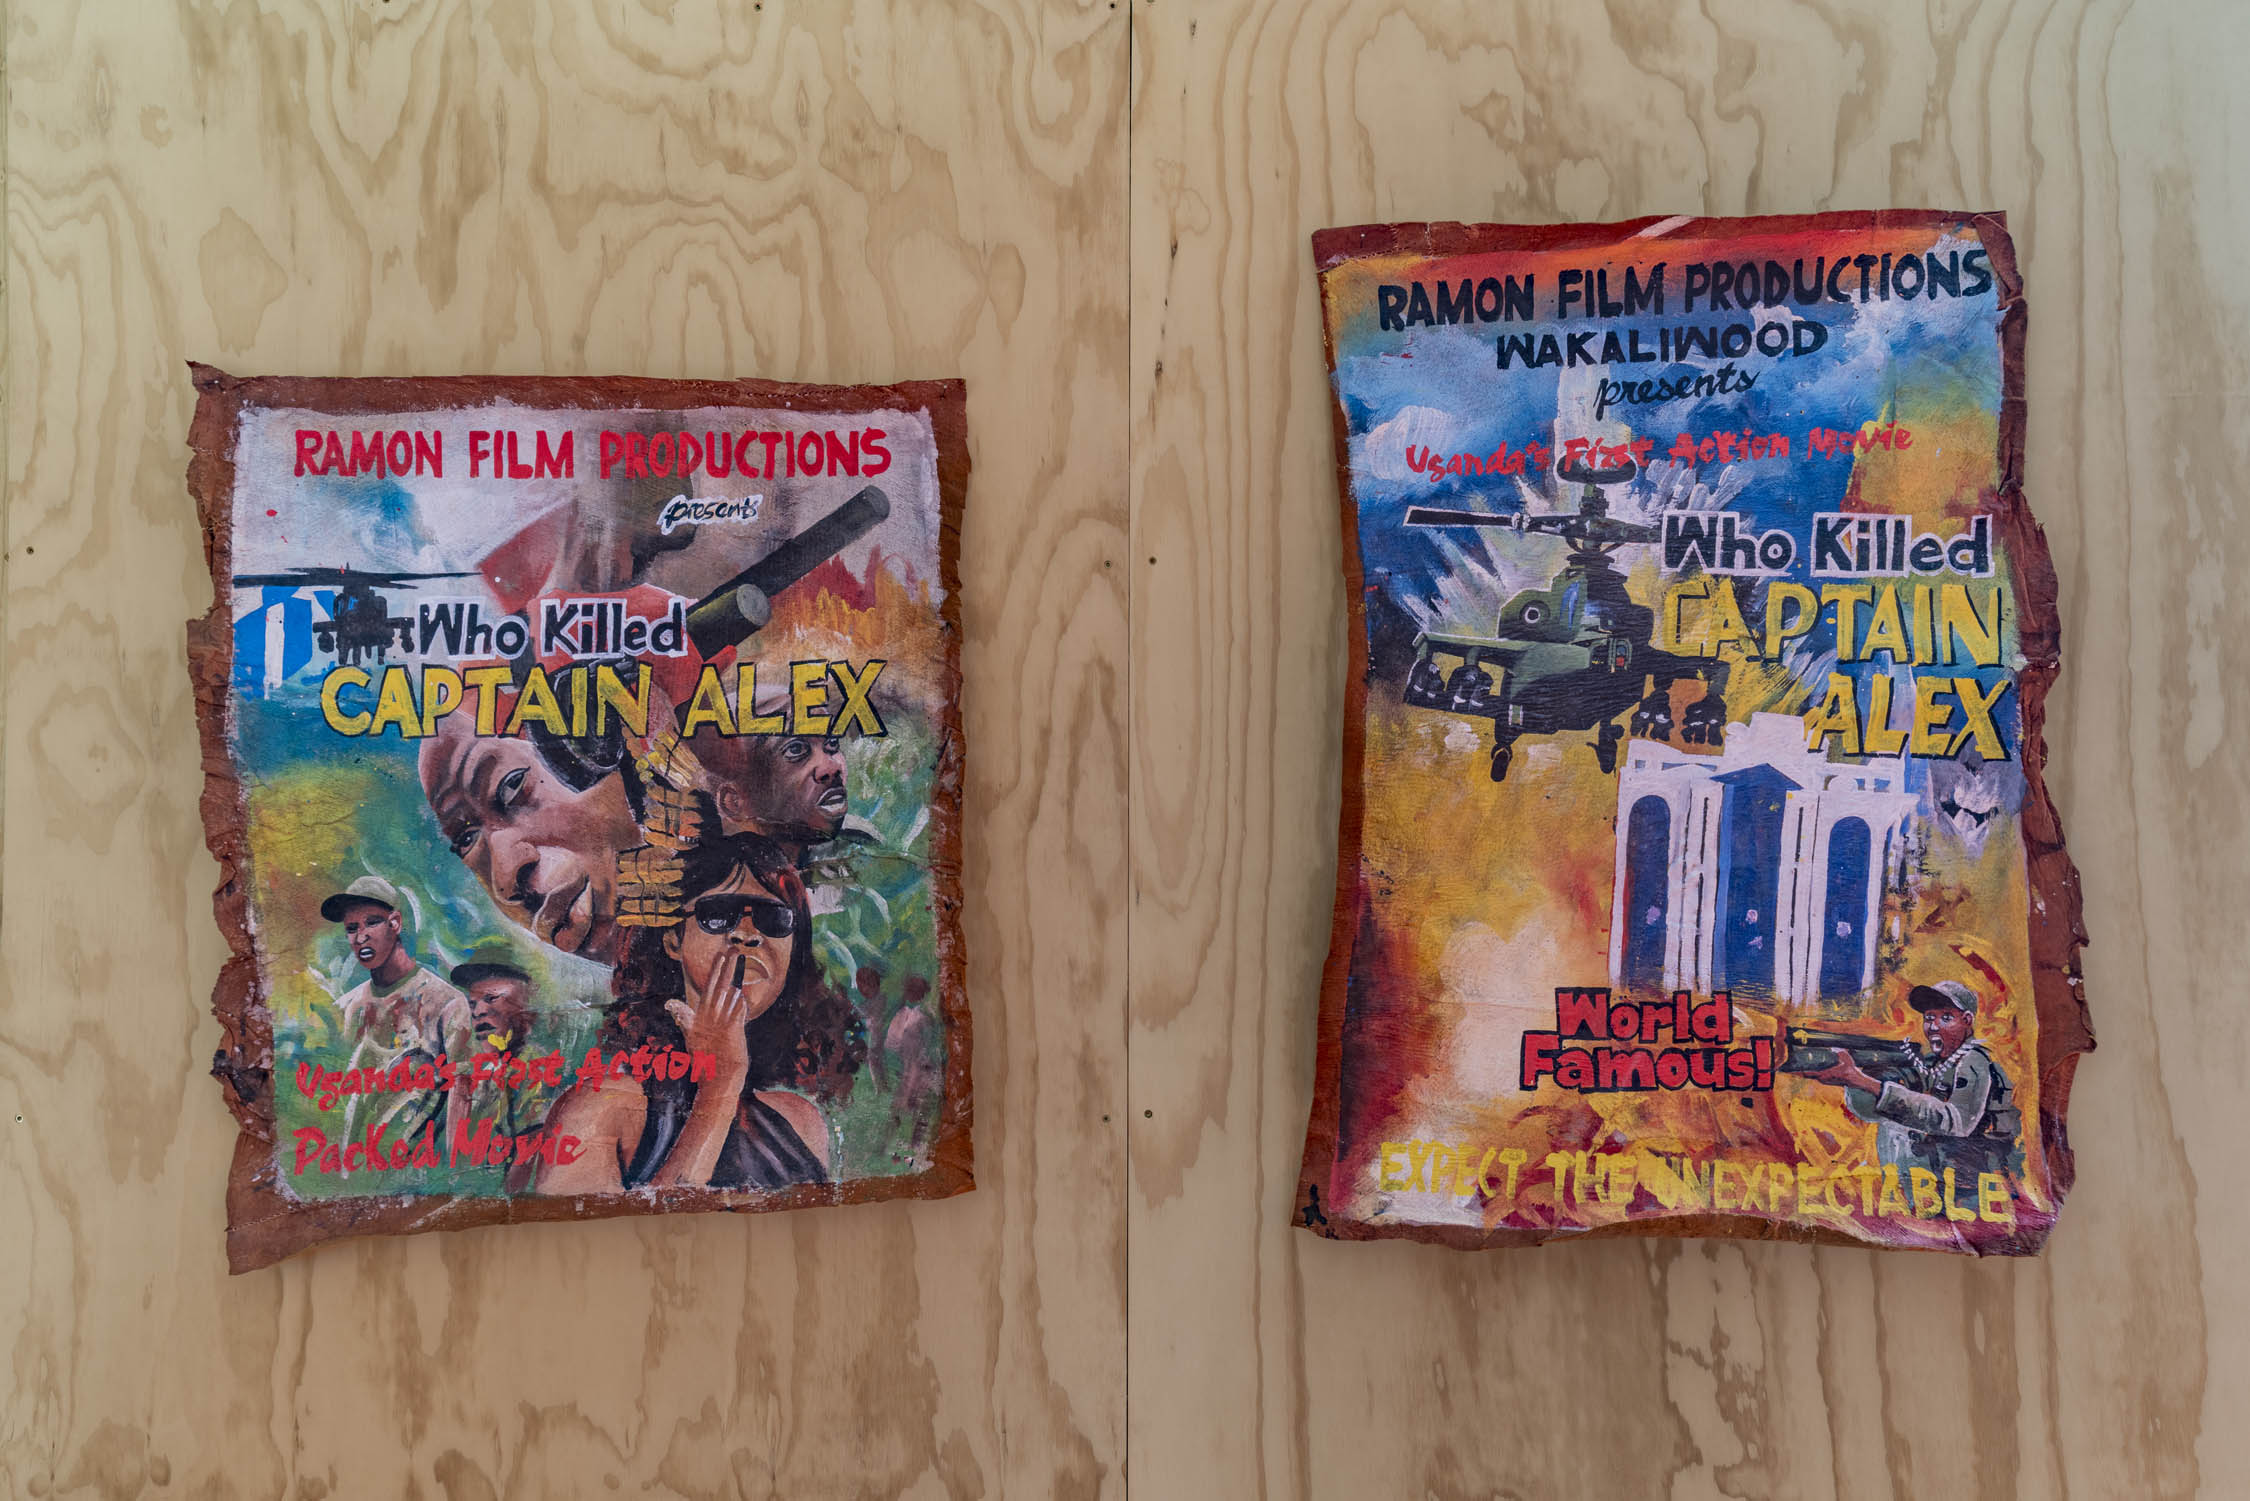 RAMON FILM PRODUCTIONS
presents
Who Killed
CAPTAIN ALEX
Uganda's First Action
Packed Movie
RAMON FILM PRODUCTIONS
WAKALIWOOD
presents
Uganda's First Action Movie
Who Killed
CAPTAIN
ALEX
World
Famous!
EXPECT THE UNEXPECTABLE